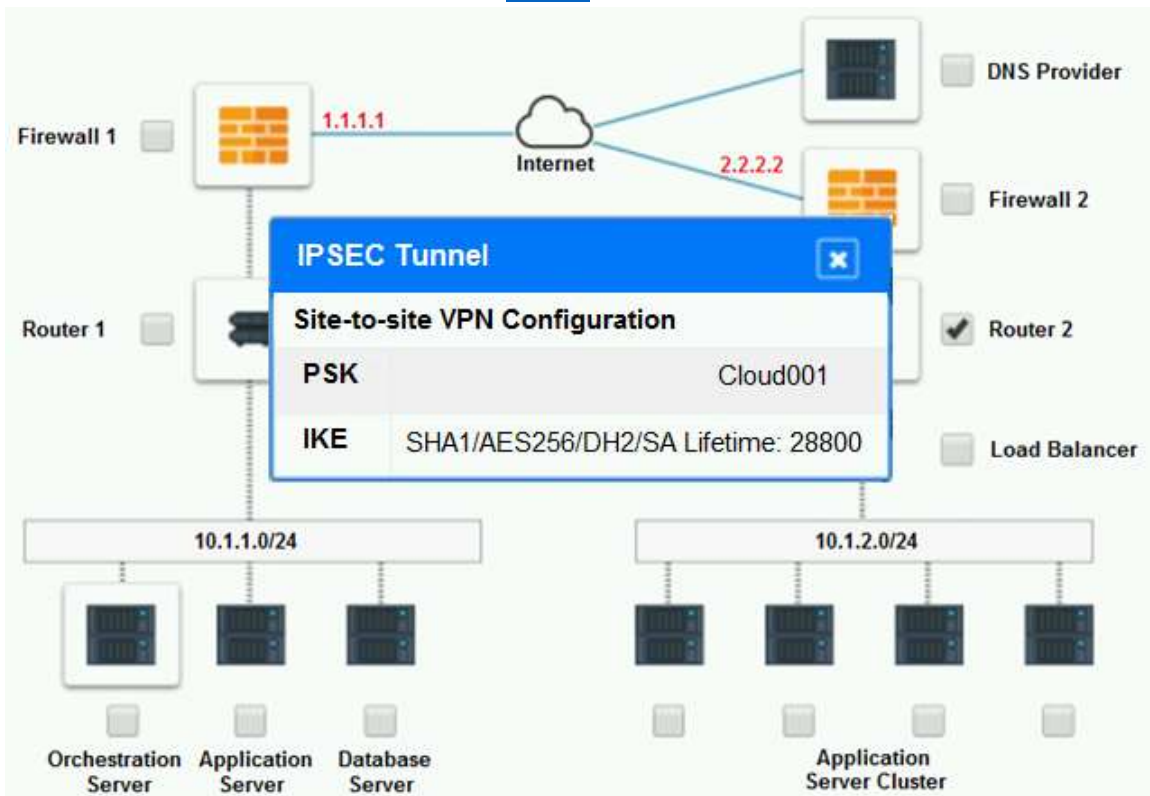 DNS Provider
Firewall 1
1.1.1.1
Internet
2.2.2.2
Firewall 2
IPSEC Tunnel
Site-to-site VPN Configuration
Router 1
Router 2
PSK Cloud001
IKE SHA1/AES256/DH2/SA Lifetime: 28800
Load Balancer
10.1.1.0/24
10.1.2.0/24
Orchestration
Server
Application
Server
Database
Server
Application
Server Cluster